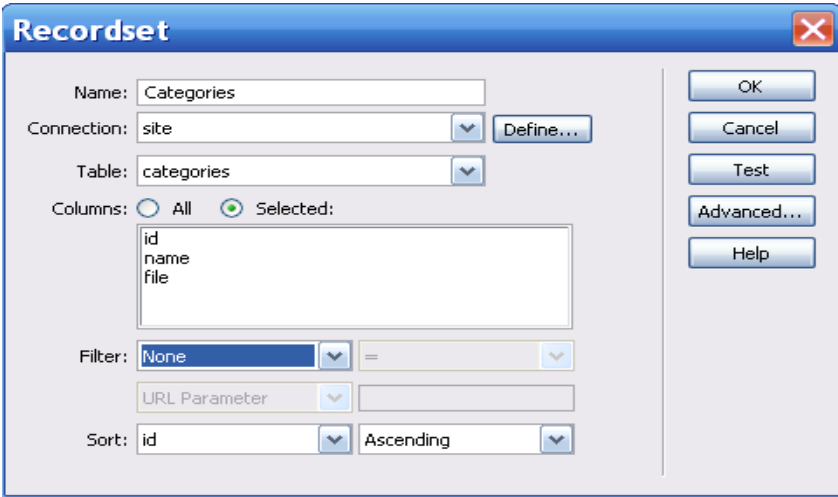 Recordset
Name: Categories
OK
Connection: site Define... Cancel
Table: categories Test
Columns: All Selected: Advanced...
id
name
file
Help
Filter: None =
URL Parameter
Sort: id Ascending